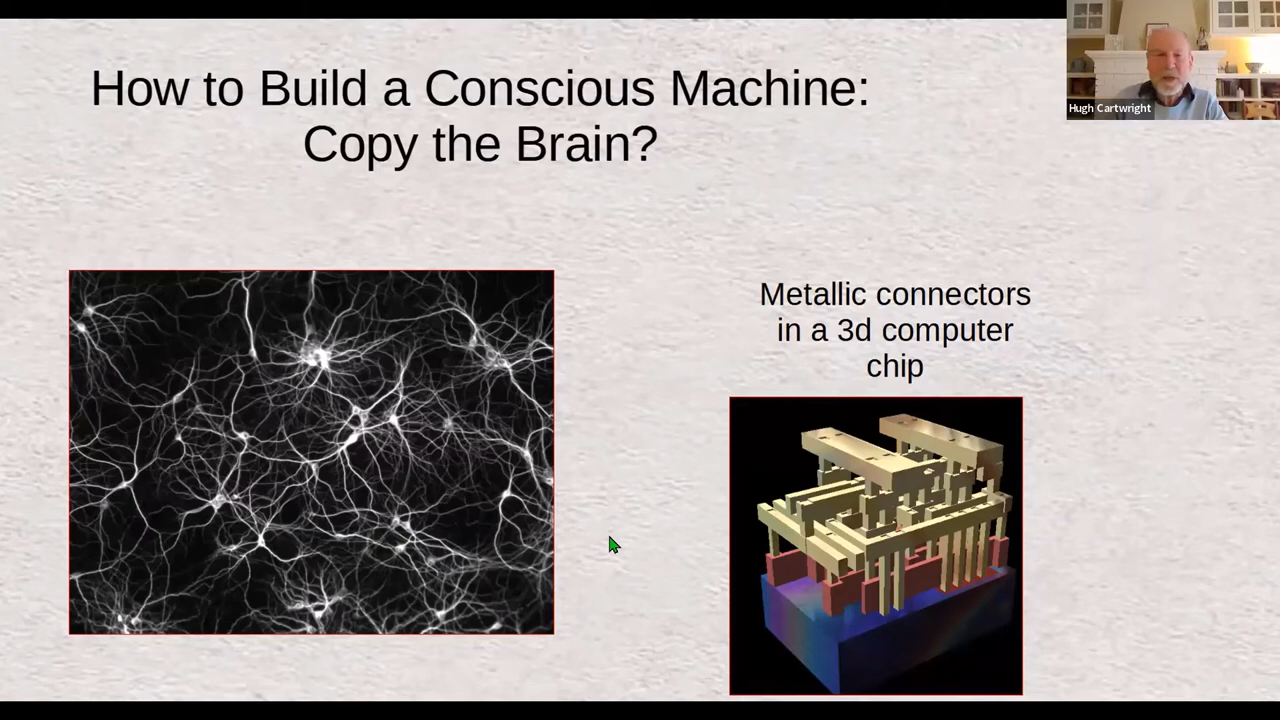 How to Build a Conscious Machine:
Copy the Brain?
Hugh Cartwright
Metallic connectors
in a 3d computer
chip